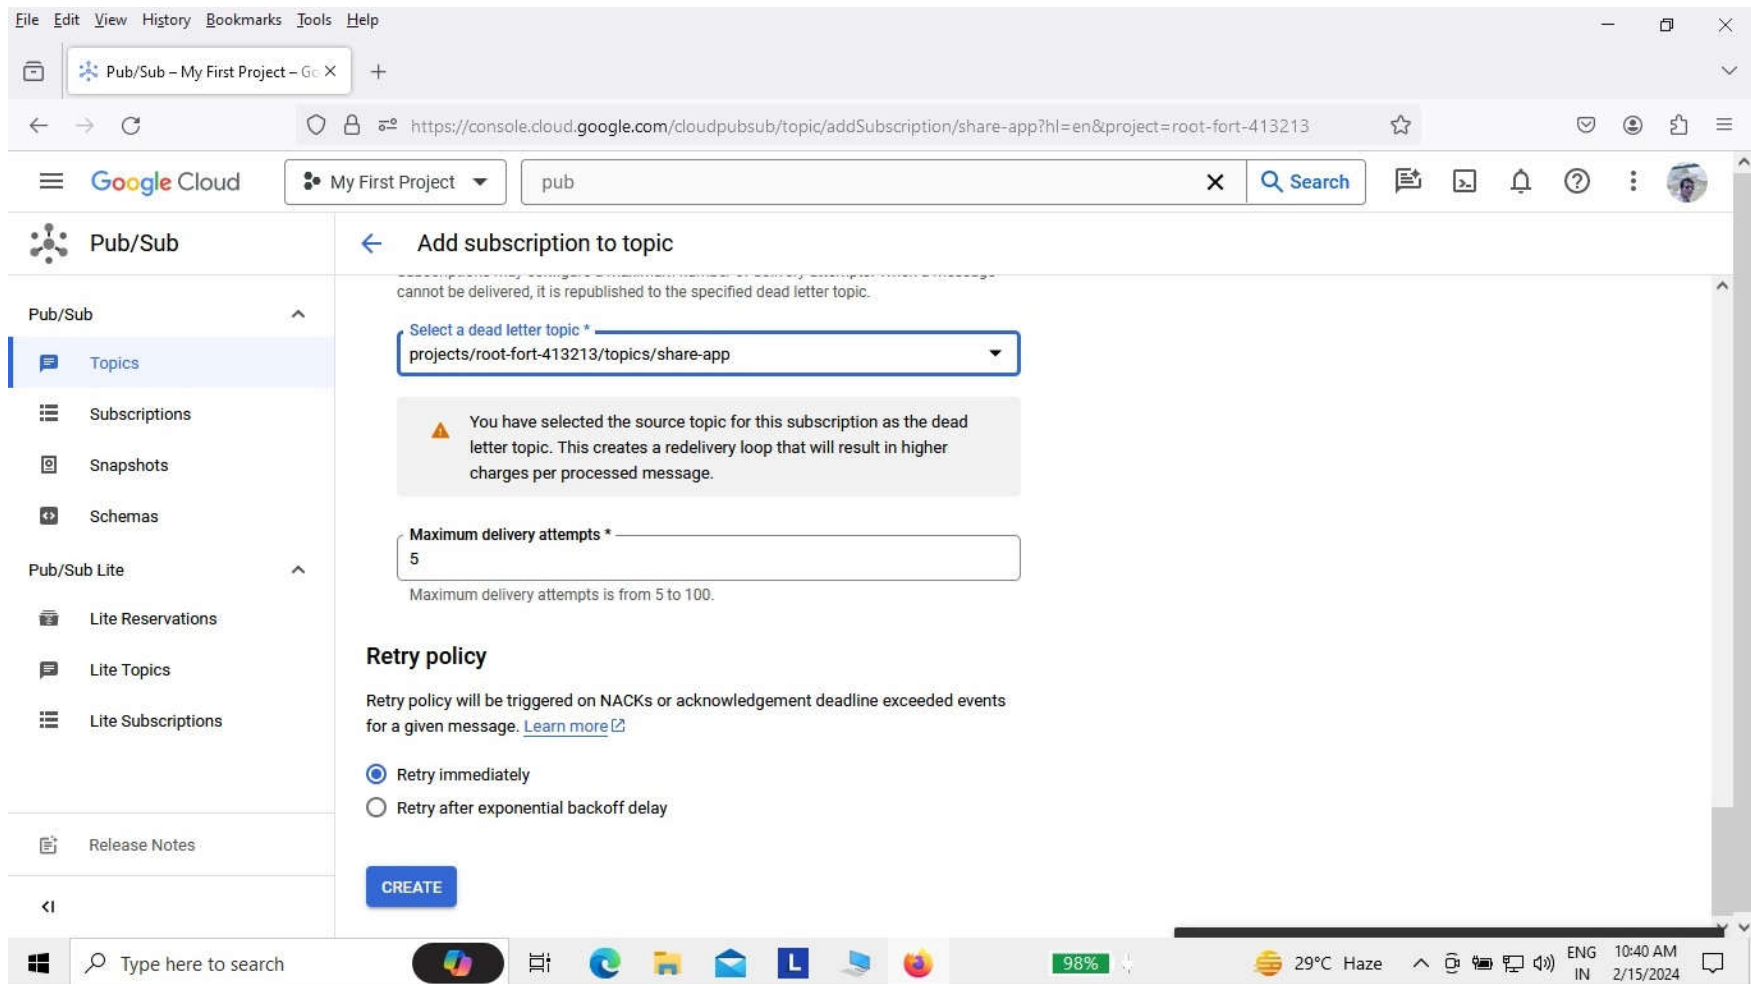 File Edit View History Bookmarks Tools Help
Pub/Sub – My First Project – Go
https://console.cloud.google.com/cloudpubsub/topic/addSubscription/share-app?hl=en&project=root-fort-413213
Google Cloud
My First Project
pub
Search
Pub/Sub
Add subscription to topic
cannot be delivered, it is republished to the specified dead letter topic.
Pub/Sub
Topics
Subscriptions
Snapshots
Schemas
Pub/Sub Lite
Lite Reservations
Lite Topics
Lite Subscriptions
Release Notes
Select a dead letter topic *
projects/root-fort-413213/topics/share-app
You have selected the source topic for this subscription as the dead
letter topic. This creates a redelivery loop that will result in higher
charges per processed message.
Maximum delivery attempts *
5
Maximum delivery attempts is from 5 to 100.
Retry policy
Retry policy will be triggered on NACKs or acknowledgement deadline exceeded events
for a given message. Learn more
Retry immediately
Retry after exponential backoff delay
CREATE
Type here to search
L
98%
29°C Haze
ENG
IN
10:40 AM
2/15/2024